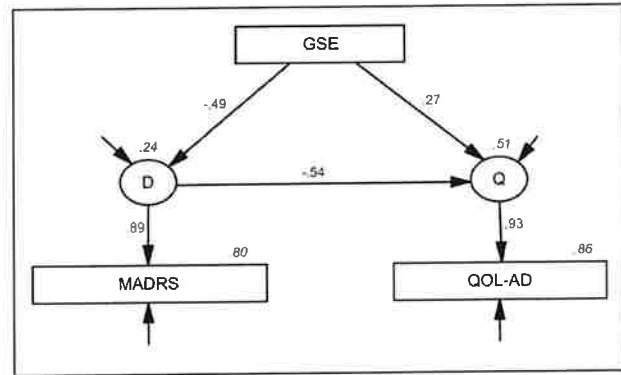 GSE
-.49
.27
.24
.51
D
-.54
Q
.89
.93
.80
.86
MADRS
QOL-AD